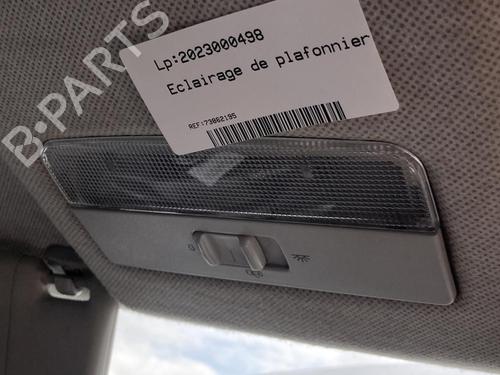 Lp:2023000498
Eclairage de plafonnier
REF:73862195
B-PARTS